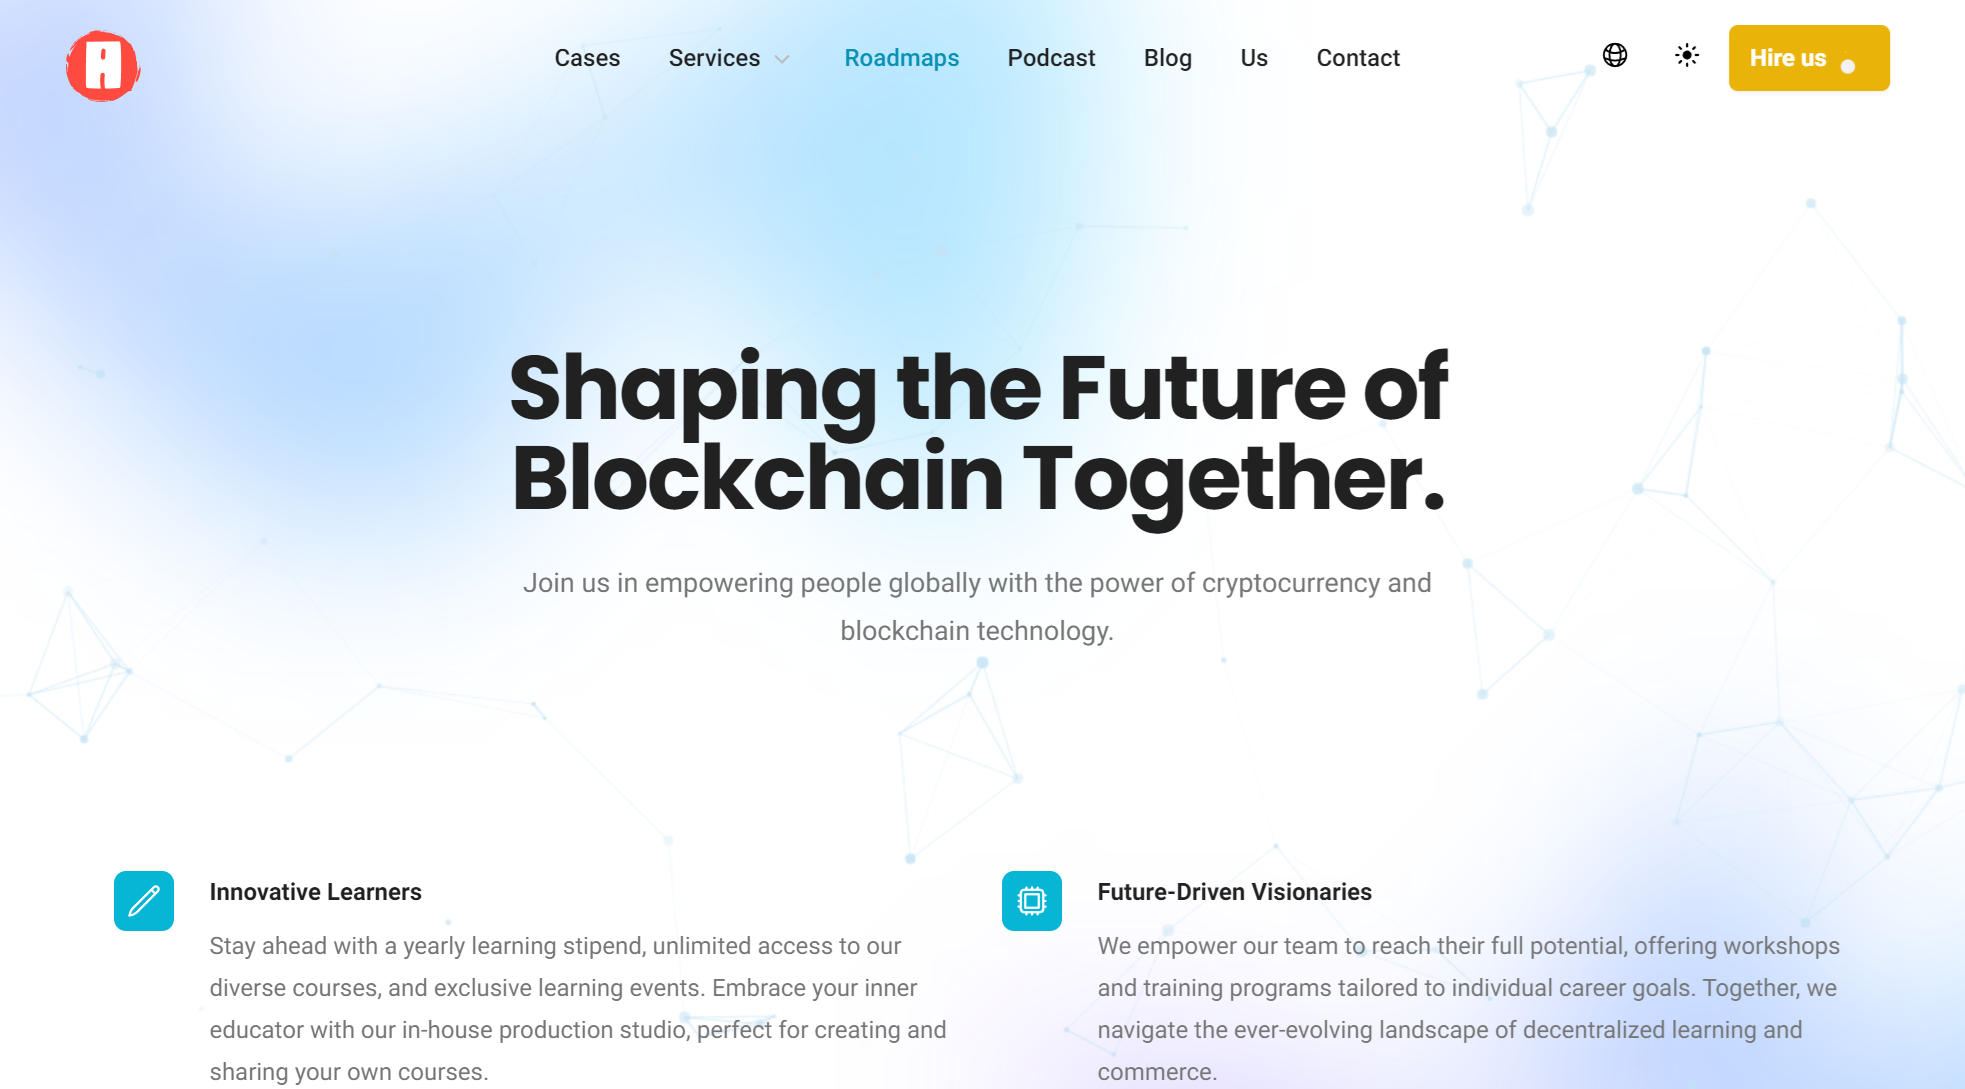 A
Cases Services Roadmaps Podcast Blog Us Contact Hire us
Shaping the Future of
Blockchain Together.
Join us in empowering people globally with the power of cryptocurrency and
blockchain technology.
Innovative Learners
Stay ahead with a yearly learning stipend, unlimited access to our
diverse courses, and exclusive learning events. Embrace your inner
educator with our in-house production studio, perfect for creating and
sharing your own courses.
Future-Driven Visionaries
We empower our team to reach their full potential, offering workshops
and training programs tailored to individual career goals. Together, we
navigate the ever-evolving landscape of decentralized learning and
commerce.